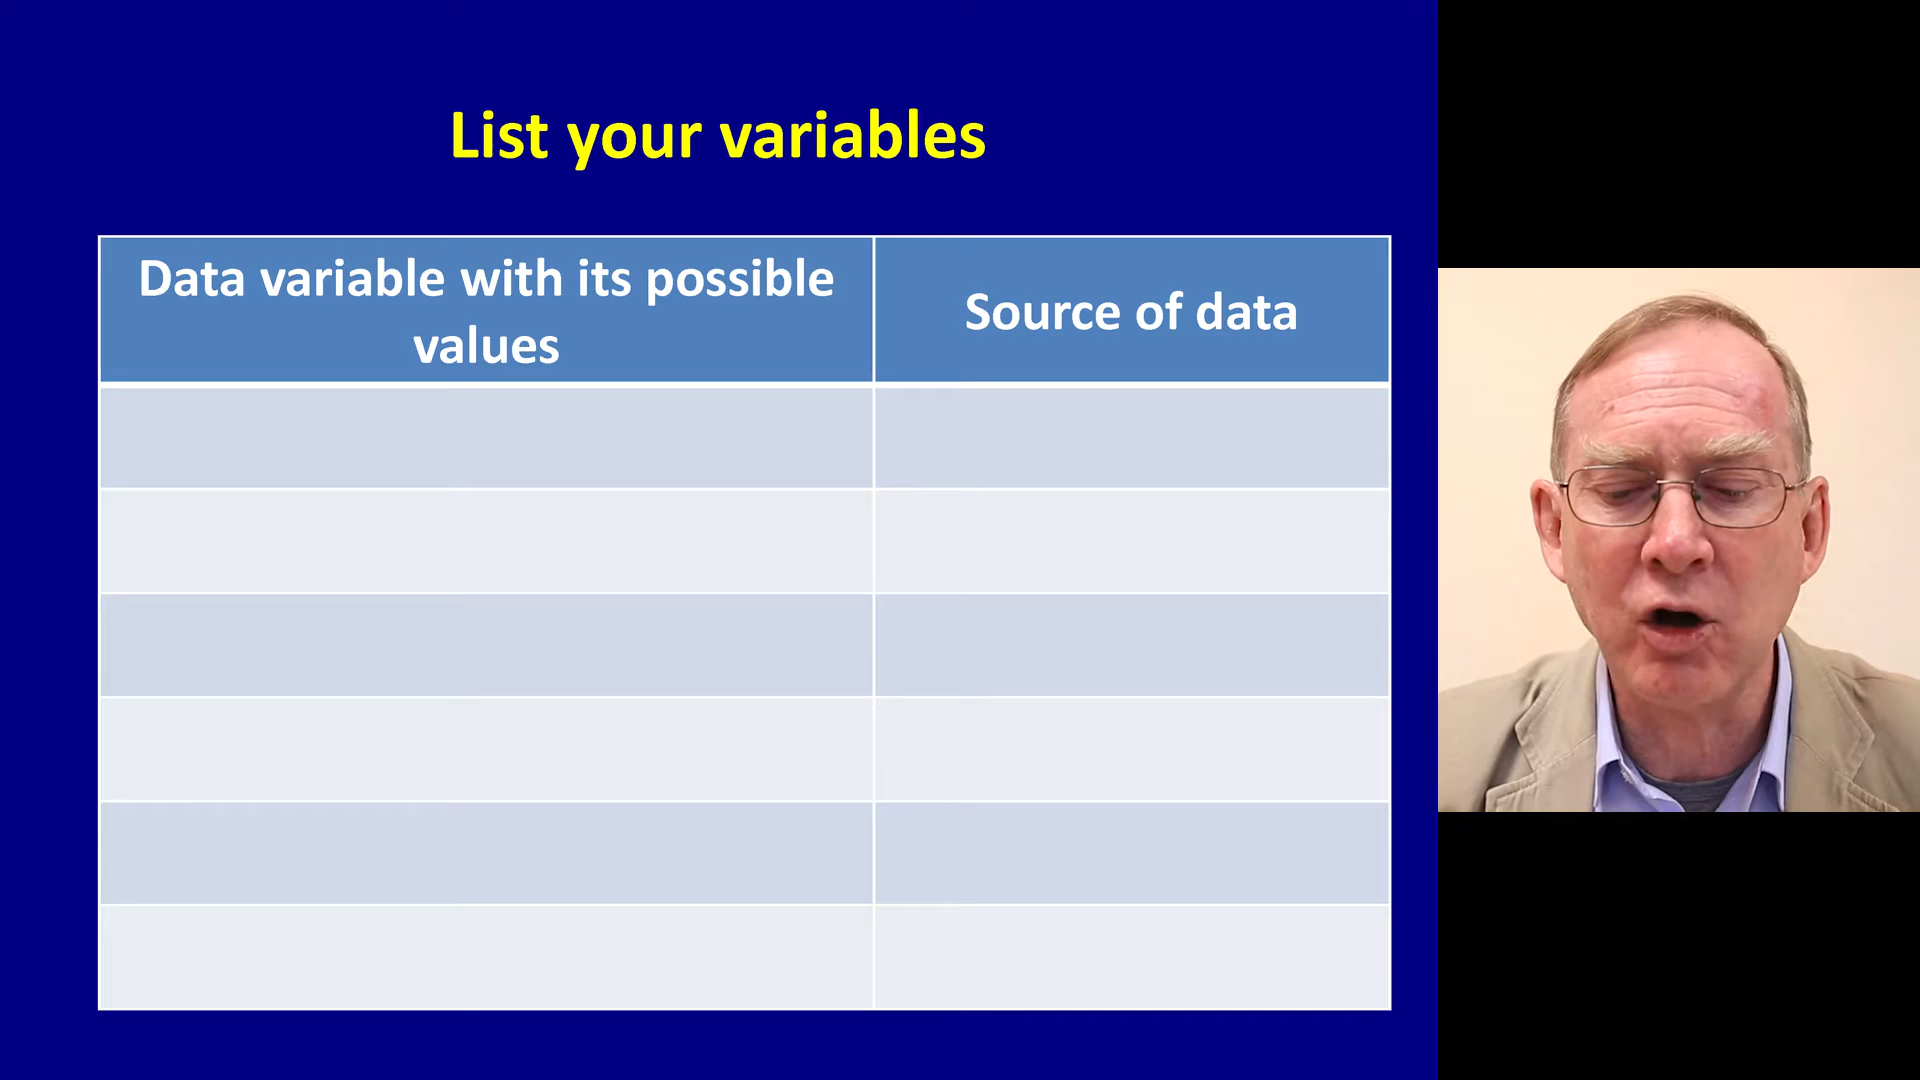 List your variables
Data variable with its possible
values
Source of data